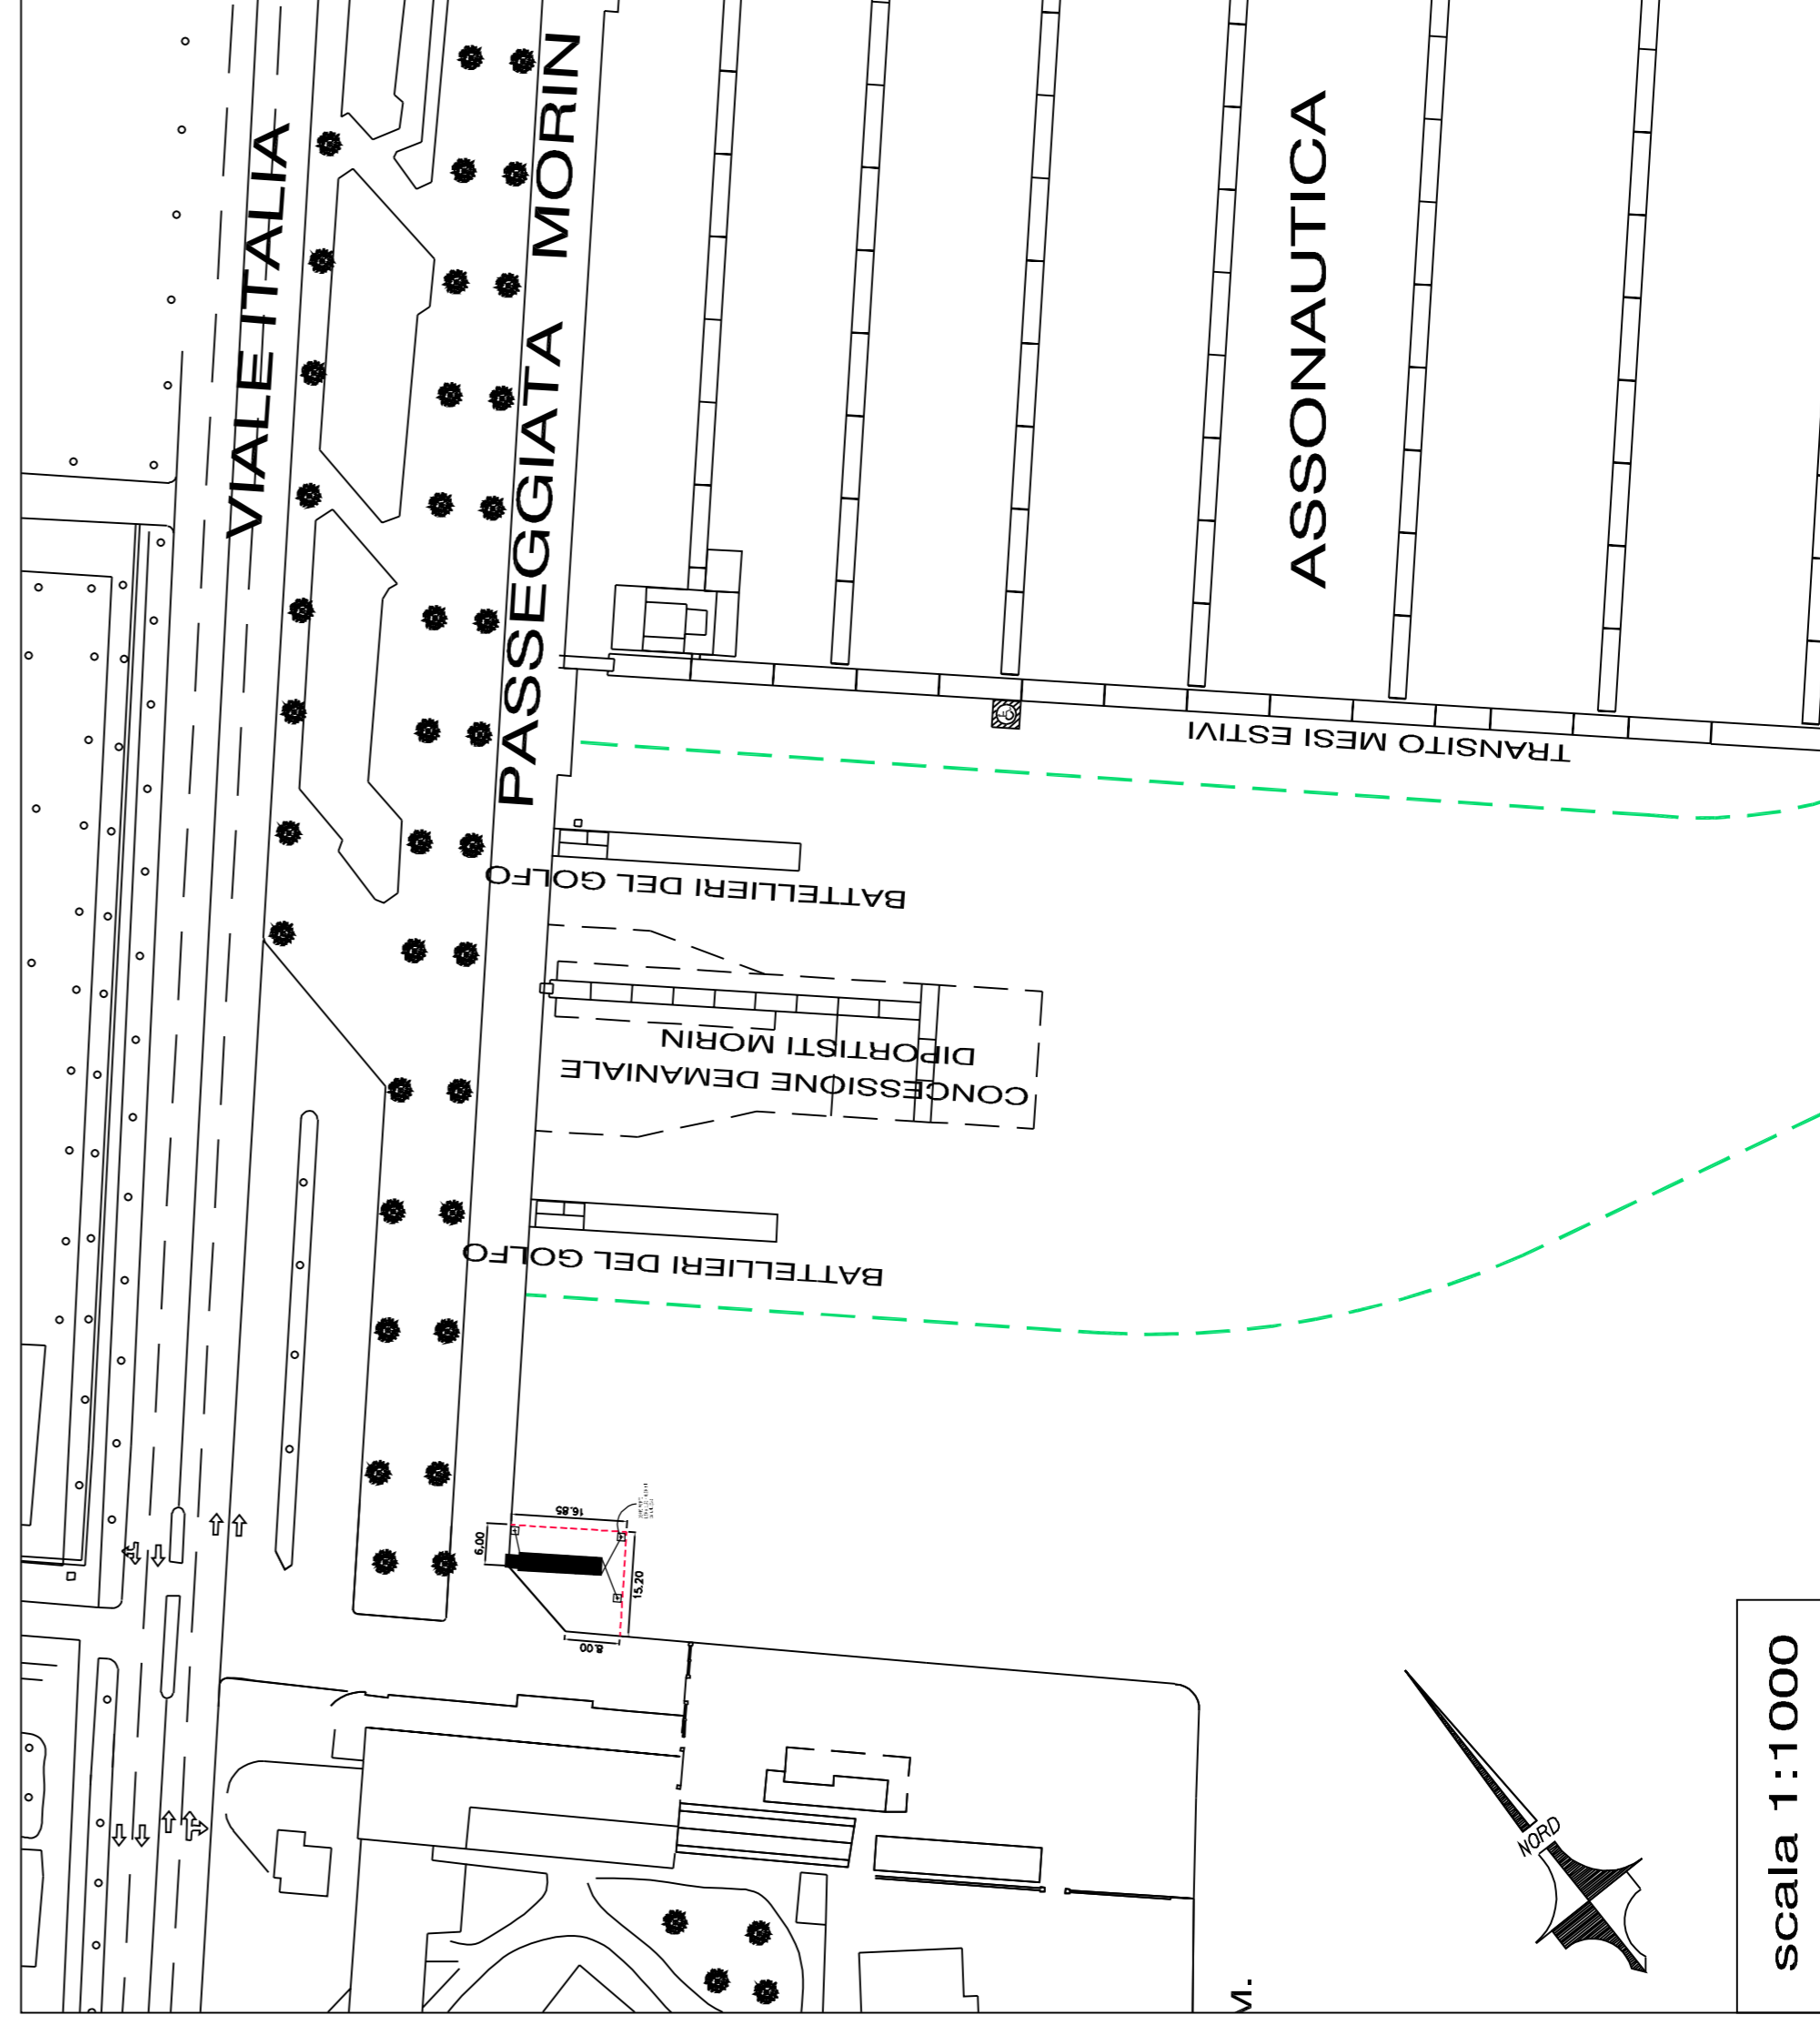 VIALE ITALIA
PASSEGGIATA MORIN
ASSONAUTICA
TRANSITO MESI ESTIVI
BATTELLIERI DEL GOLFO
DIPORTISTI MORIN
CONCESSIONE DEMANIALE
BATTELLIERI DEL GOLFO
16.85
6,00
15.20
8.00
NORD
scala 1:1000
M.